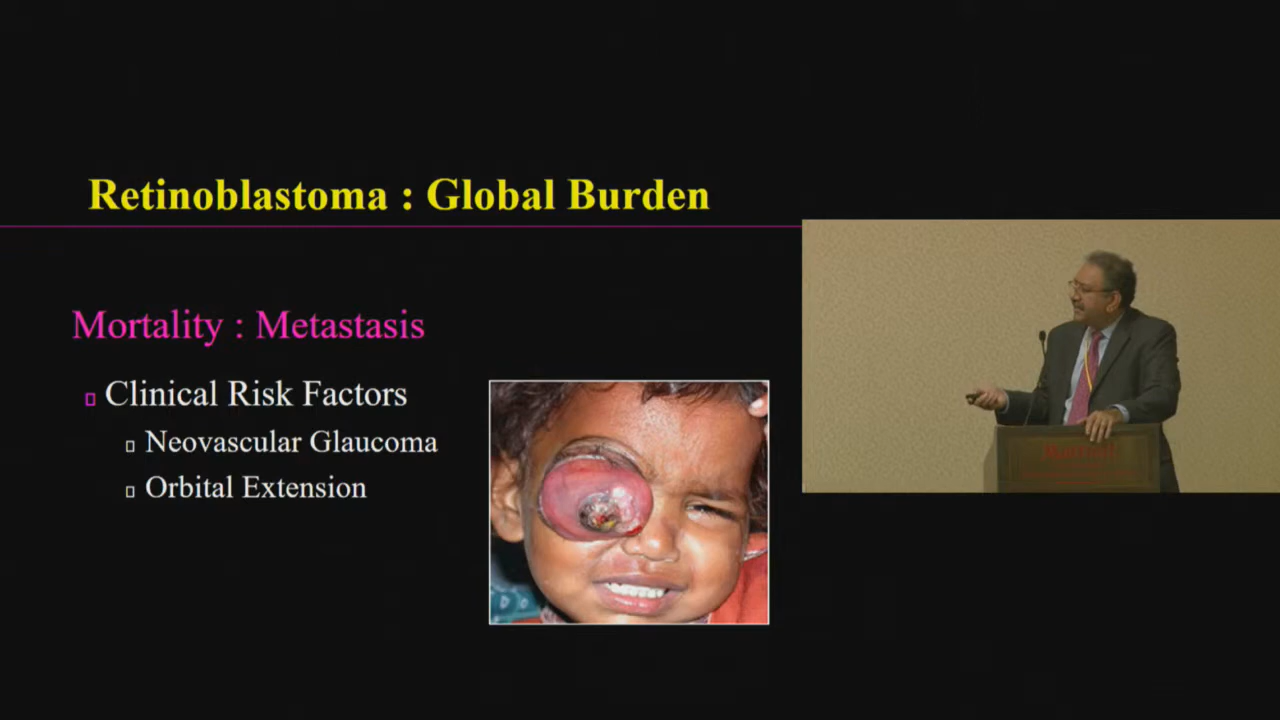 Retinoblastoma : Global Burden
Mortality : Metastasis
Clinical Risk Factors
Neovascular Glaucoma
Orbital Extension